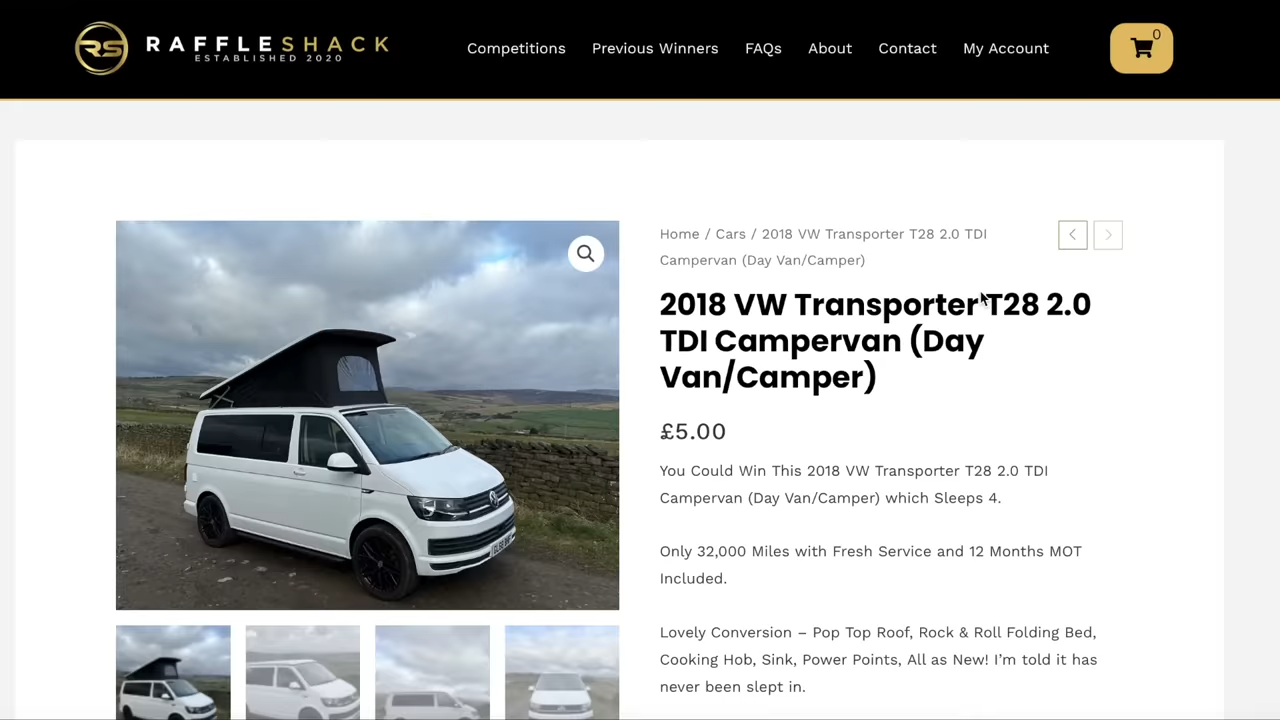 RS RAFFLESHACK
ESTABLISHED 2020
Competitions Previous Winners FAQs About Contact My Account
0
Home / Cars / 2018 VW Transporter T28 2.0 TDI
Campervan (Day Van/Camper)
2018 VW Transporter T28 2.0
TDI Campervan (Day
Van/Camper)
£5.00
You Could Win This 2018 VW Transporter T28 2.0 TDI
Campervan (Day Van/Camper) which Sleeps 4.
Only 32,000 Miles with Fresh Service and 12 Months MOT
Included.
Lovely Conversion – Pop Top Roof, Rock & Roll Folding Bed,
Cooking Hob, Sink, Power Points, All as New! I'm told it has
never been slept in.